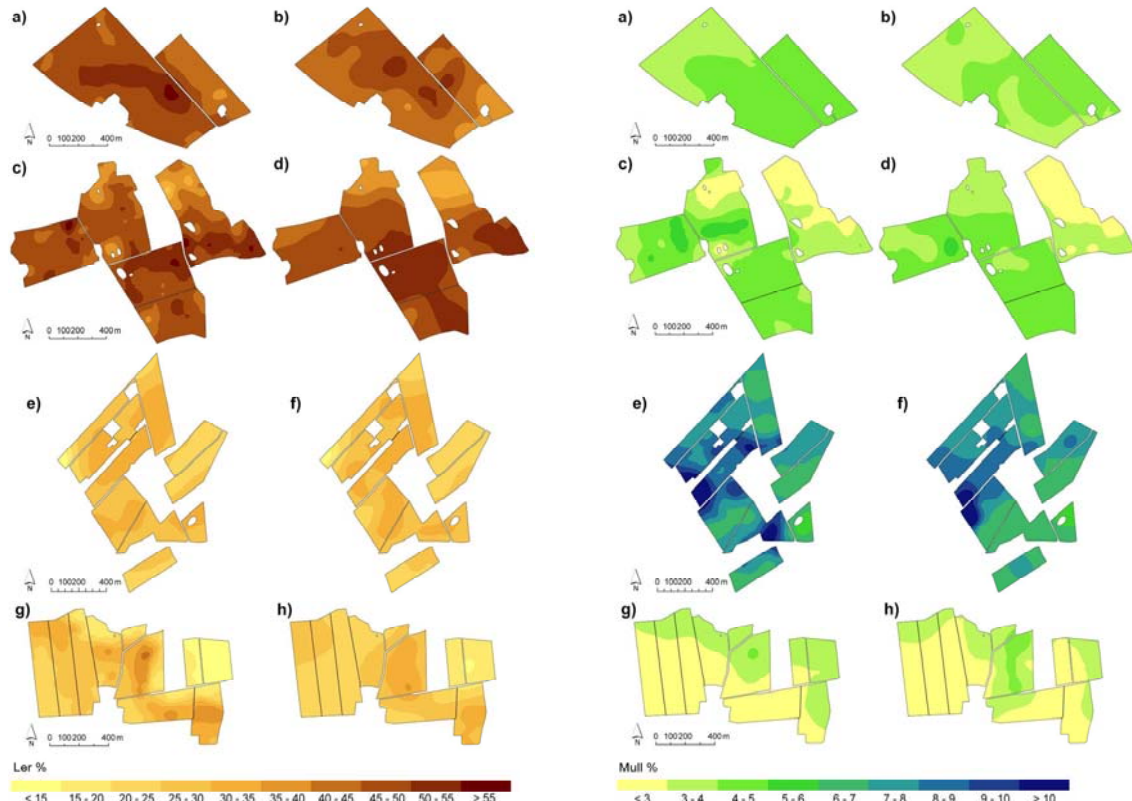 a) b)
N 0 100200 400 m
c) d)
N 0 100200 400 m
e) f)
N 0 100200 400 m
g) h)
N 0 100200 400 m
Ler %
< 15 15 - 20 20 - 25 25 - 30 30 - 35 35 - 40 40 - 45 45 - 50 50 - 55 > 55
a) b)
N 0 100200 400 m
c) d)
N 0 100200 400 m
e) f)
N 0 100200 400 m
g) h)
N 0 100200 400 m
Mull %
< 3 3 - 4 4 - 5 5 - 6 6 - 7 7 - 8 8 - 9 9 - 10 > 10